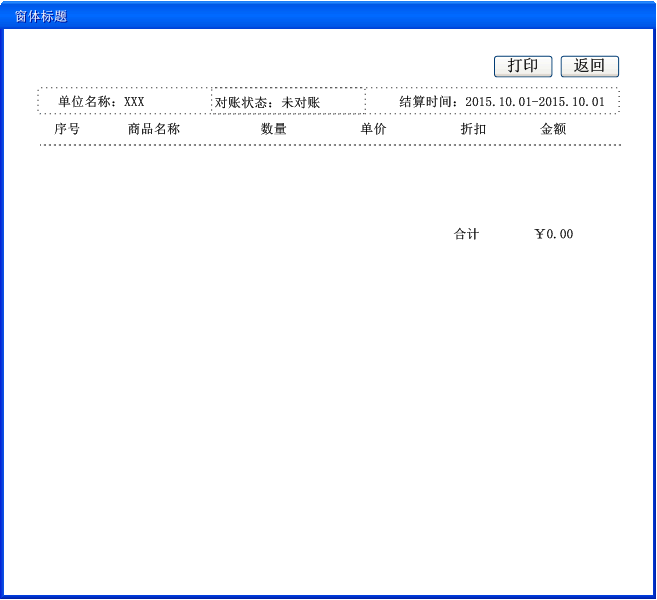 窗体标题
打印 返回
单位名称：XXX 对账状态：未对账 结算时间：2015.10.01-2015.10.01
序号 商品名称 数量 单价 折扣 金额
合计 ￥0.00